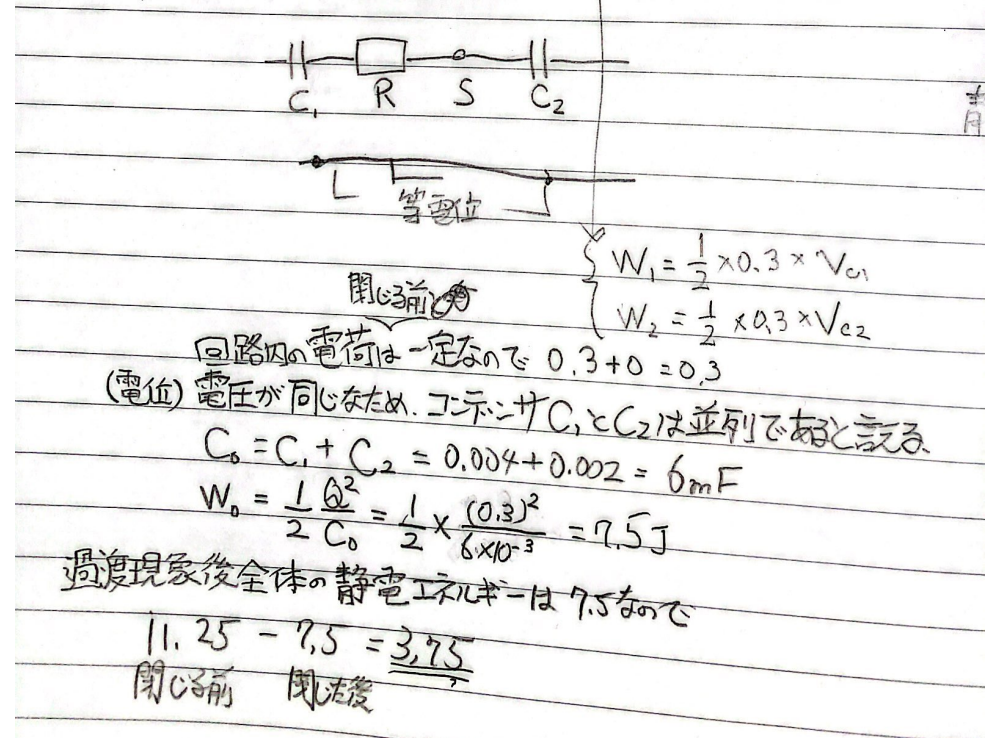 C₁ R S C₂
等電位
W₁ = 1/2 × 0.3 × Vc₁
W₂ = 1/2 × 0.3 × Vc₂
閉じる前と
回路内の電荷は一定なので 0.3+0 = 0.3
(電位) 電圧が同じなため、コンデンサC₁とC₂は並列であると言える、
C₀ = C₁ + C₂ = 0.004 + 0.002 = 6mF
W₀ = 1/2 Q²/C₀ = 1/2 × (0.3)²/6×10⁻³ = 7.5J
過渡現象後全体の静電エネルギーは 7.5なので
11.25 - 7.5 = 3.75
閉じる前 閉じた後